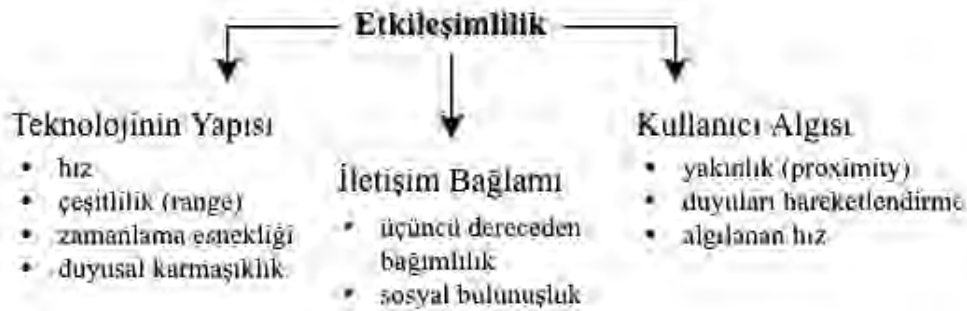 Etkileşimlilik
Teknolojinin Yapısı
• hız
• çeşitlilik (range)
• zamanlama esnekliği
• duyusal karmaşıklık
İletişim Bağlamı
• üçüncü dereceden
bağımlılık
• sosyal bulunuşluk
Kullanıcı Algısı
• yakınlık (proximity)
• duyuları hareketlendirme
• algılanan hız